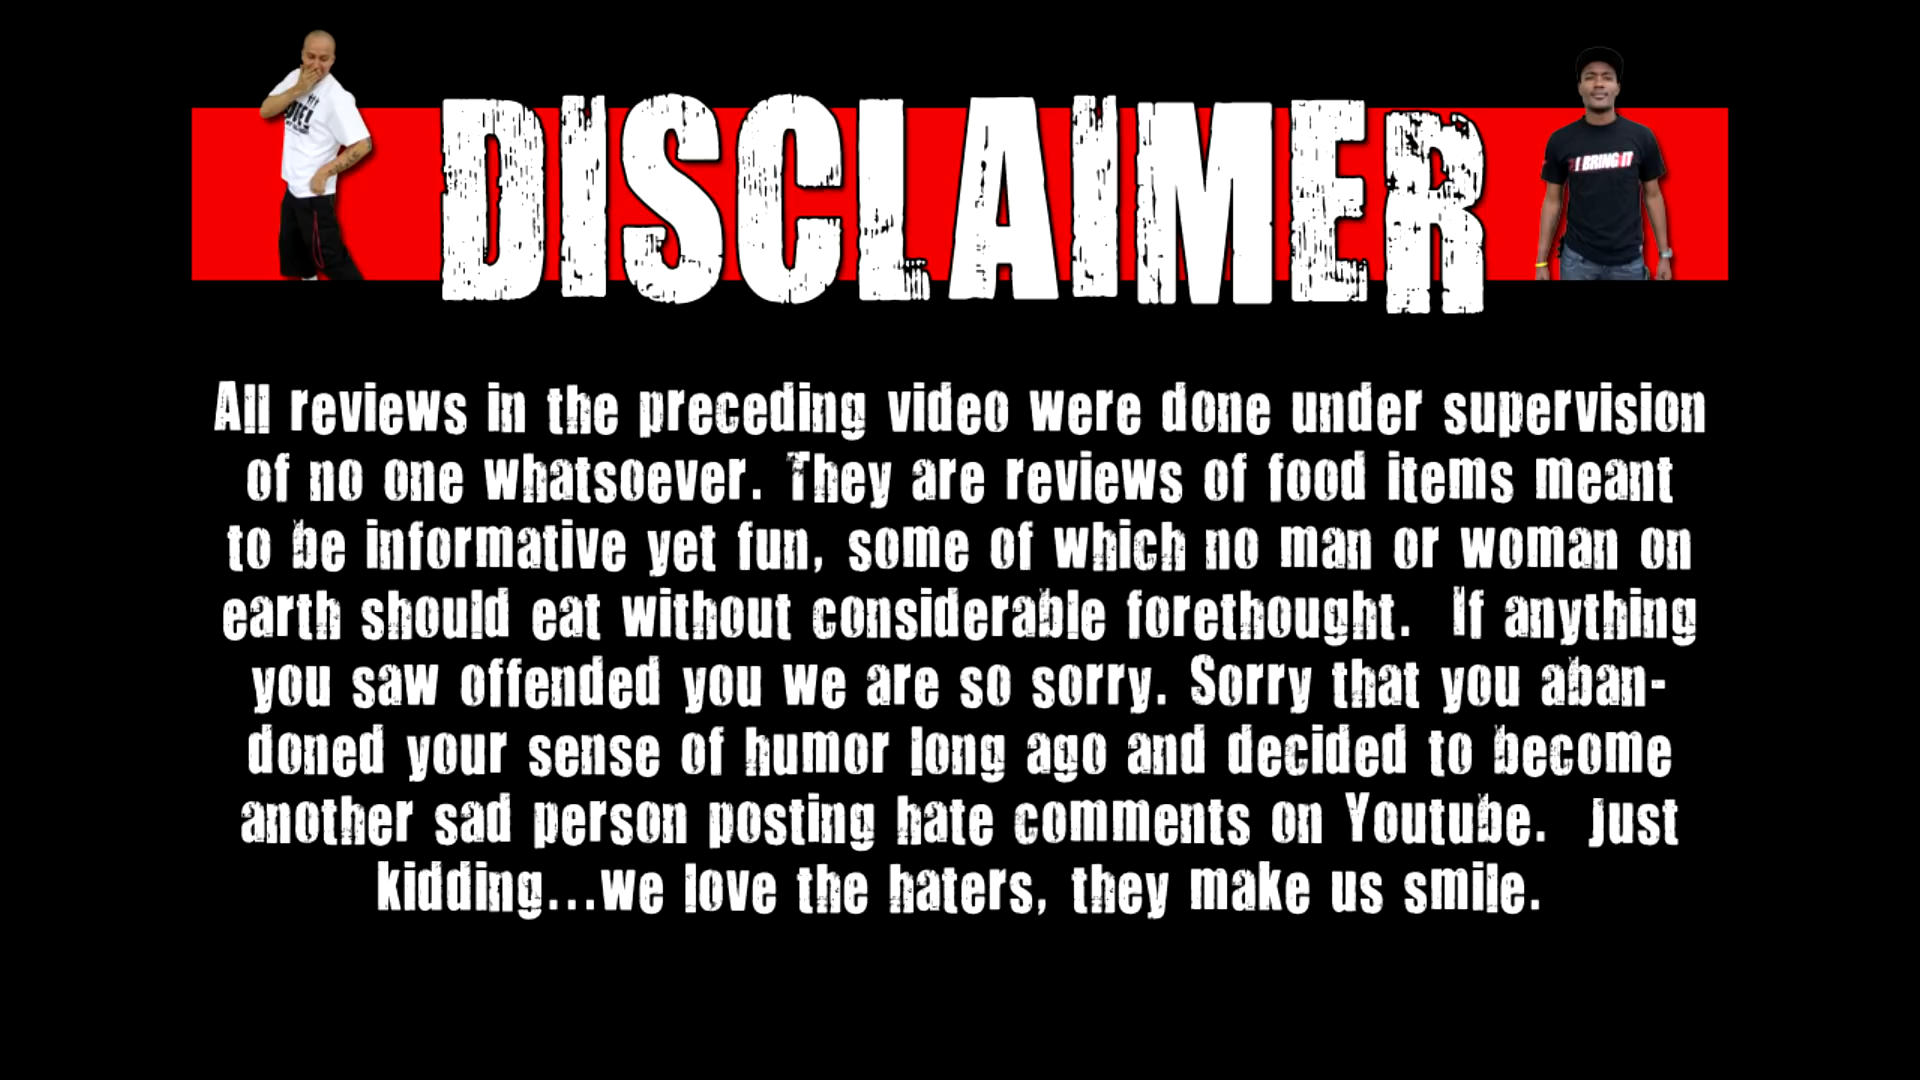 DISCLAIMER
I BRING IT
All reviews in the preceding video were done under supervision
of no one whatsoever. They are reviews of food items meant
to be informative yet fun, some of which no man or woman on
earth should eat without considerable forethought. If anything
you saw offended you we are so sorry. Sorry that you aban-
doned your sense of humor long ago and decided to become
another sad person posting hate comments on Youtube. Just
kidding...we love the haters, they make us smile.